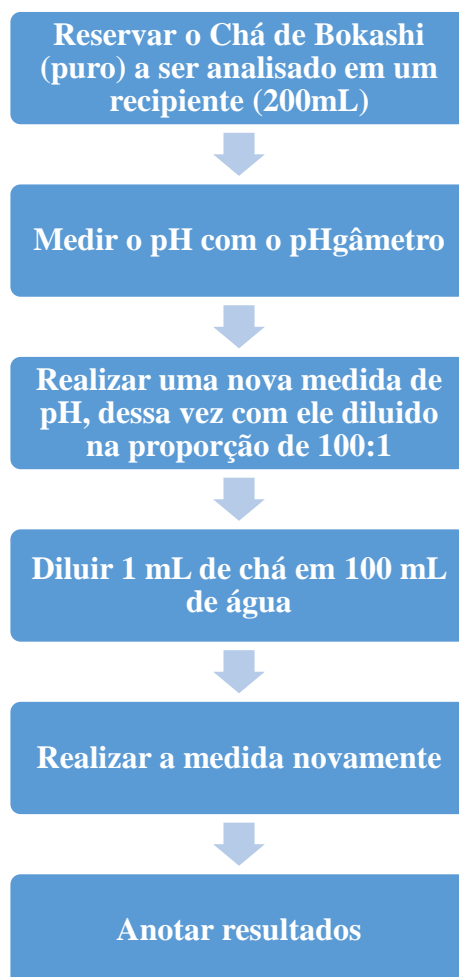 Reservar o Chá de Bokashi
(puro) a ser analisado em um
recipiente (200mL)
Medir o pH com o pHgâmetro
Realizar uma nova medida de
pH, dessa vez com ele diluido
na proporção de 100:1
Diluir 1 mL de chá em 100 mL
de água
Realizar a medida novamente
Anotar resultados